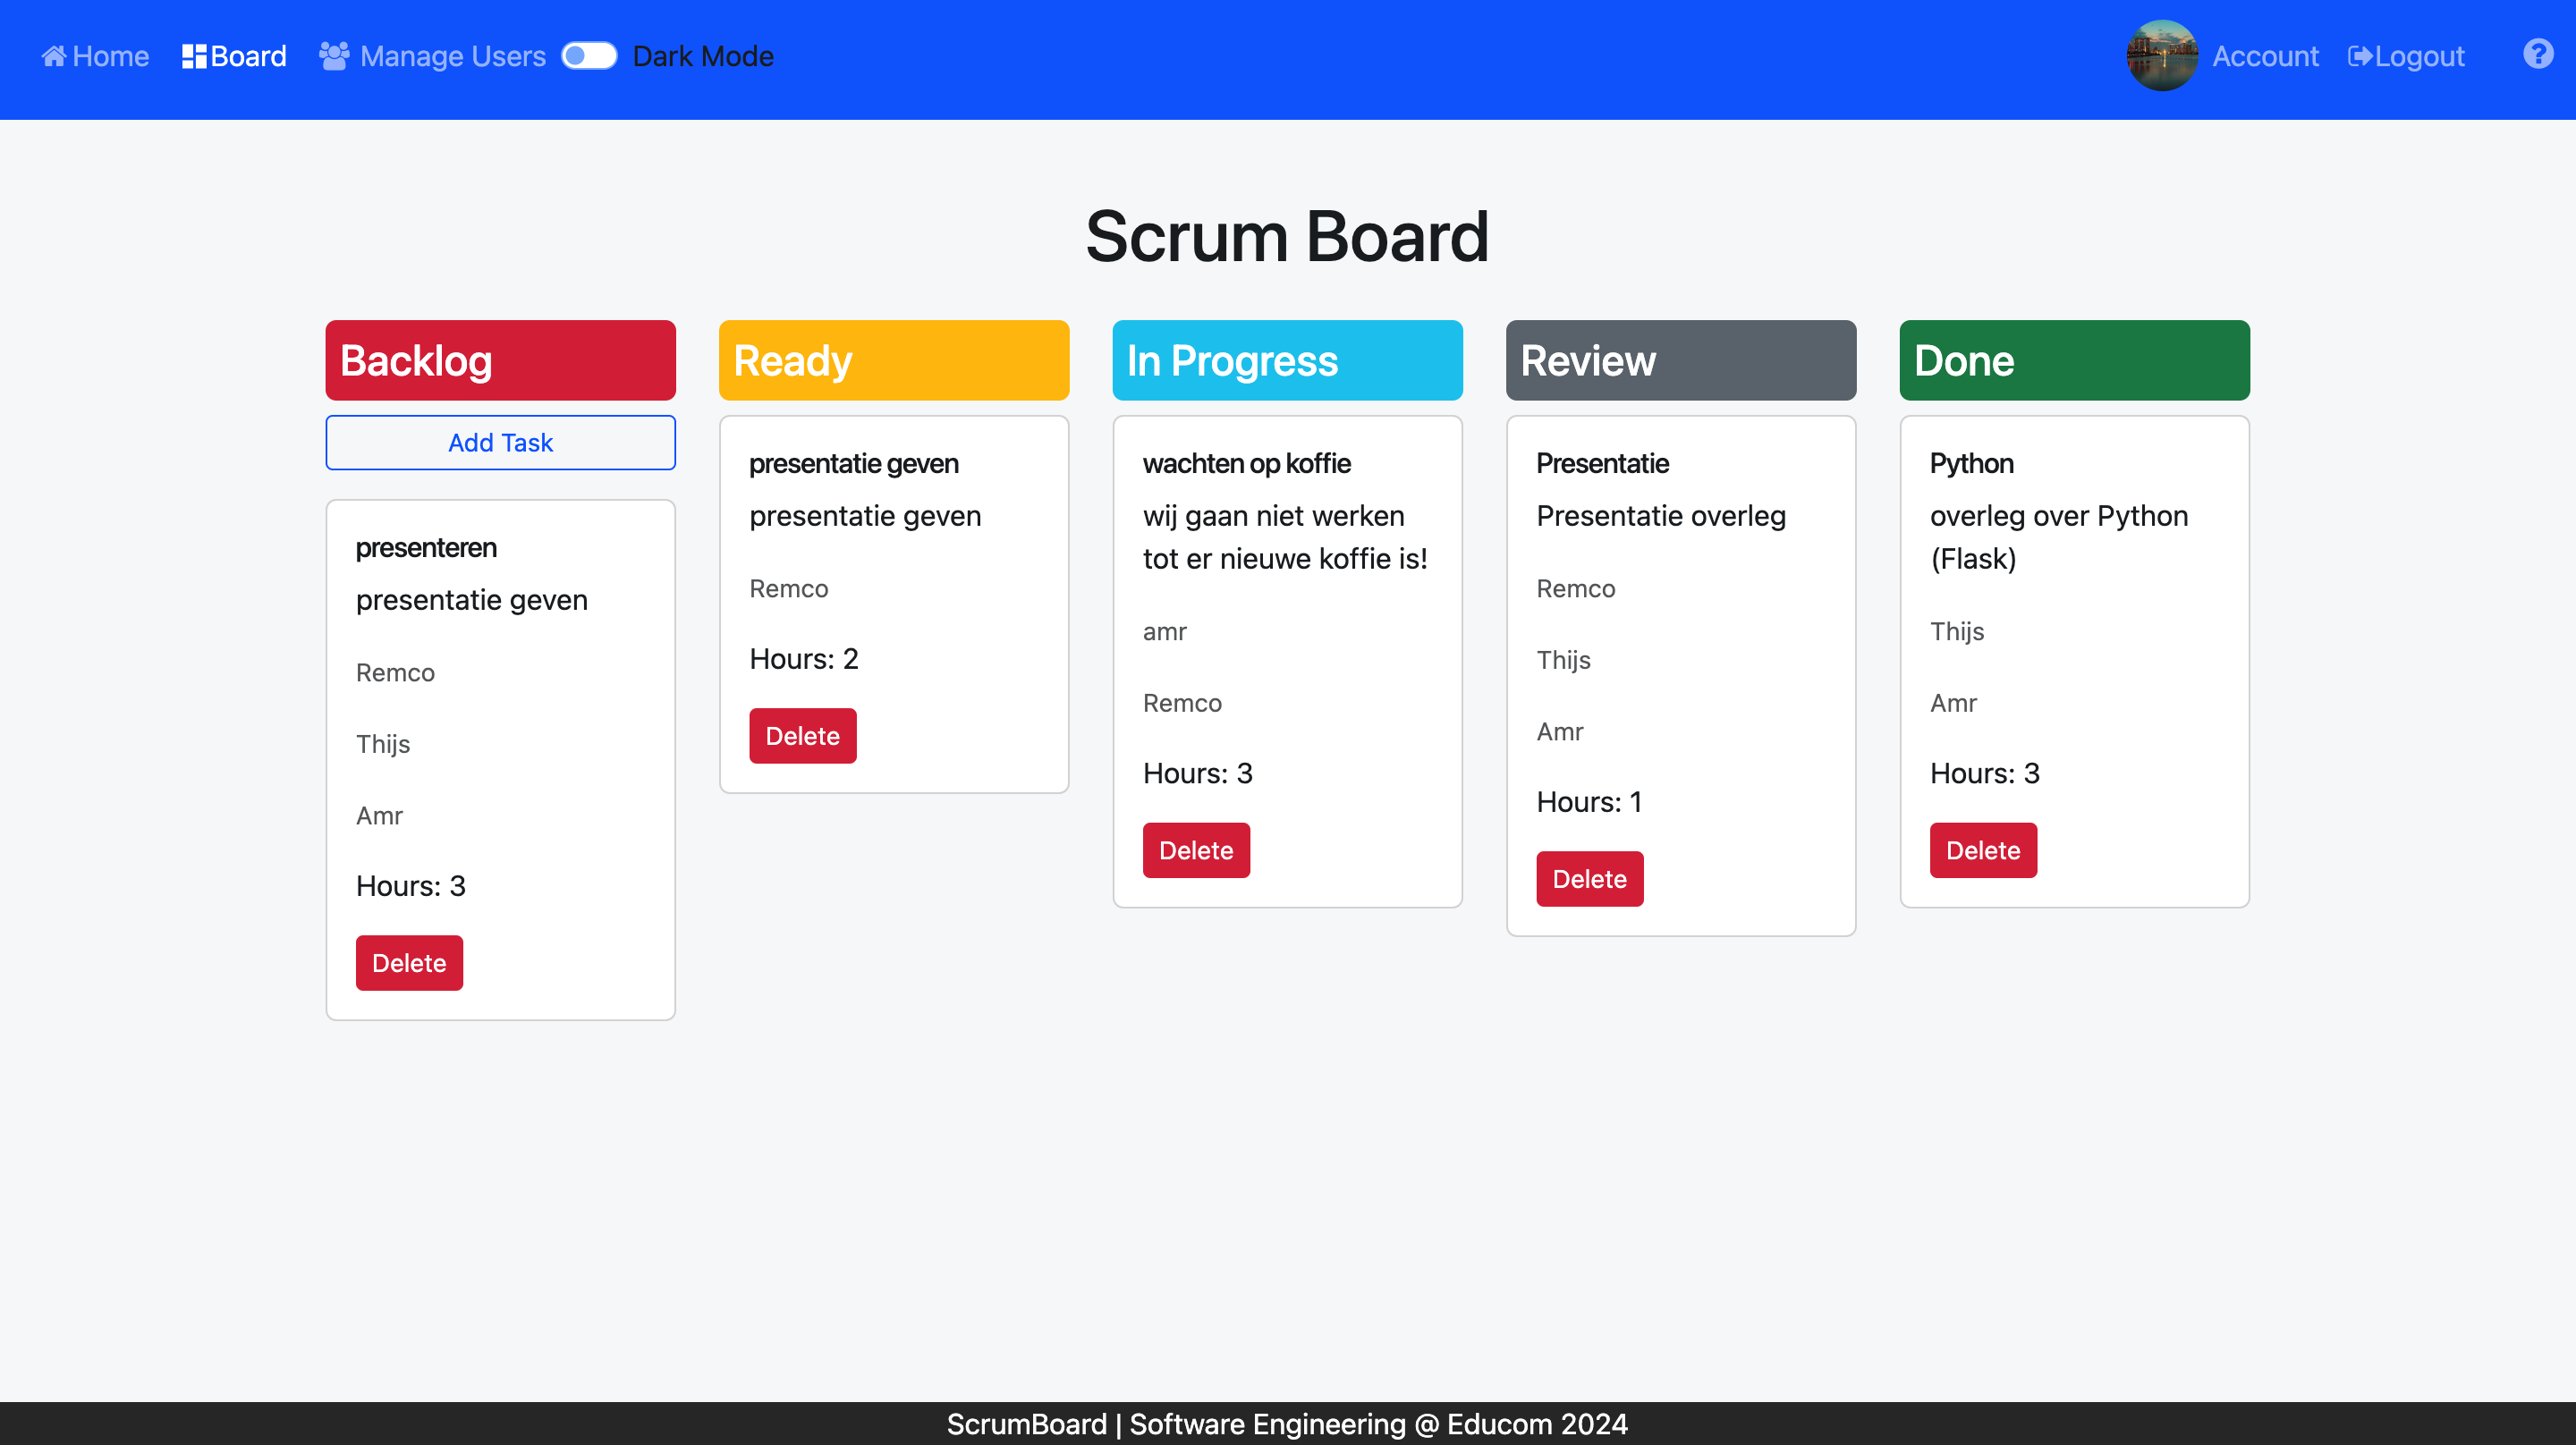 Home Board Manage Users Dark Mode Account Logout ?
Scrum Board
Backlog
Add Task
presenteren
presentatie geven
Remco
Thijs
Amr
Hours: 3
Delete
Ready
presentatie geven
presentatie geven
Remco
Hours: 2
Delete
In Progress
wachten op koffie
wij gaan niet werken
tot er nieuwe koffie is!
amr
Remco
Hours: 3
Delete
Review
Presentatie
Presentatie overleg
Remco
Thijs
Amr
Hours: 1
Delete
Done
Python
overleg over Python
(Flask)
Thijs
Amr
Hours: 3
Delete
ScrumBoard | Software Engineering @ Educom 2024